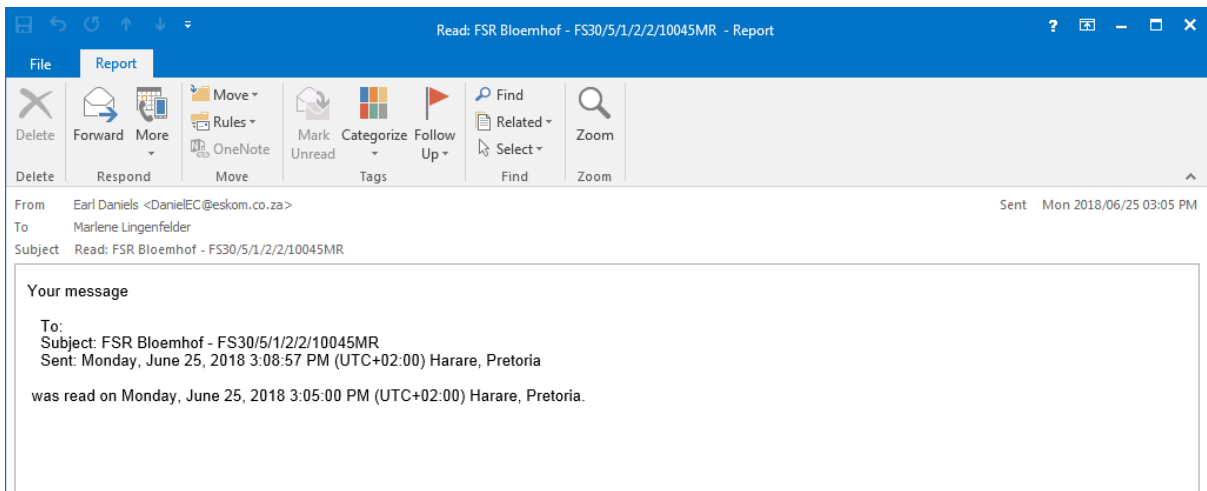 Read: FSR Bloemhof - FS30/5/1/2/2/10045MR - Report
File Report
Delete Forward More Move Rules OneNote Mark Unread Categorize Follow Up Find Related Select Zoom
Delete Respond Move Tags Find Zoom
From Earl Daniels <DanielEC@eskom.co.za> Sent Mon 2018/06/25 03:05 PM
To Marlene Lingenfelder
Subject Read: FSR Bloemhof - FS30/5/1/2/2/10045MR
Your message
To:
Subject: FSR Bloemhof - FS30/5/1/2/2/10045MR
Sent: Monday, June 25, 2018 3:08:57 PM (UTC+02:00) Harare, Pretoria
was read on Monday, June 25, 2018 3:05:00 PM (UTC+02:00) Harare, Pretoria.